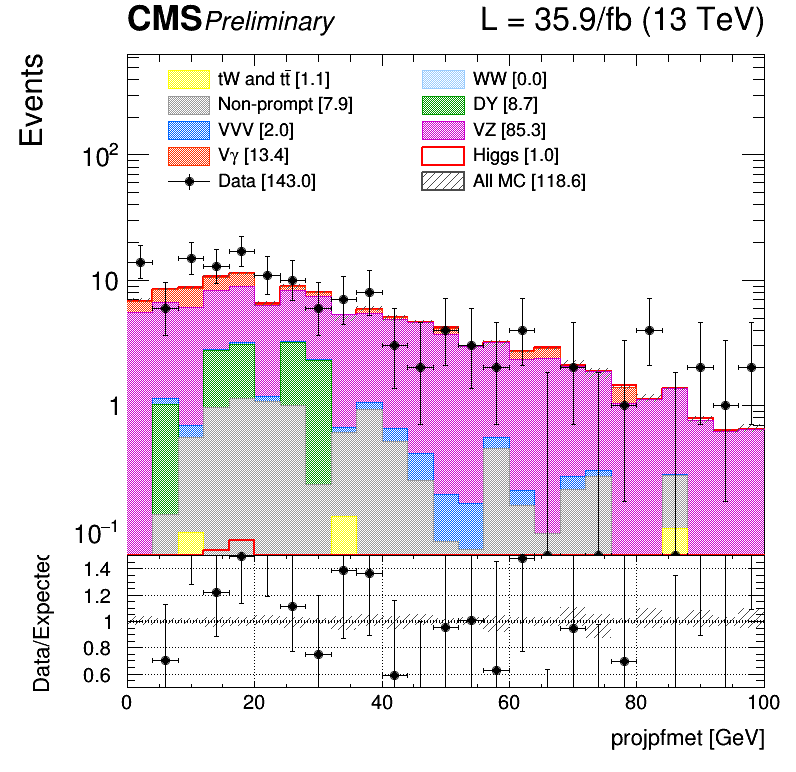 CMS Preliminary L = 35.9/fb (13 TeV)
Events
tW and tt̄ [1.1] WW [0.0]
Non-prompt [7.9] DY [8.7]
VVV [2.0] VZ [85.3]
Vγ [13.4] Higgs [1.0]
Data [143.0] All MC [118.6]
10²
10
1
10⁻¹
Data/Expected
1.4
1.2
1
0.8
0.6
0 20 40 60 80 100
projpfmet [GeV]